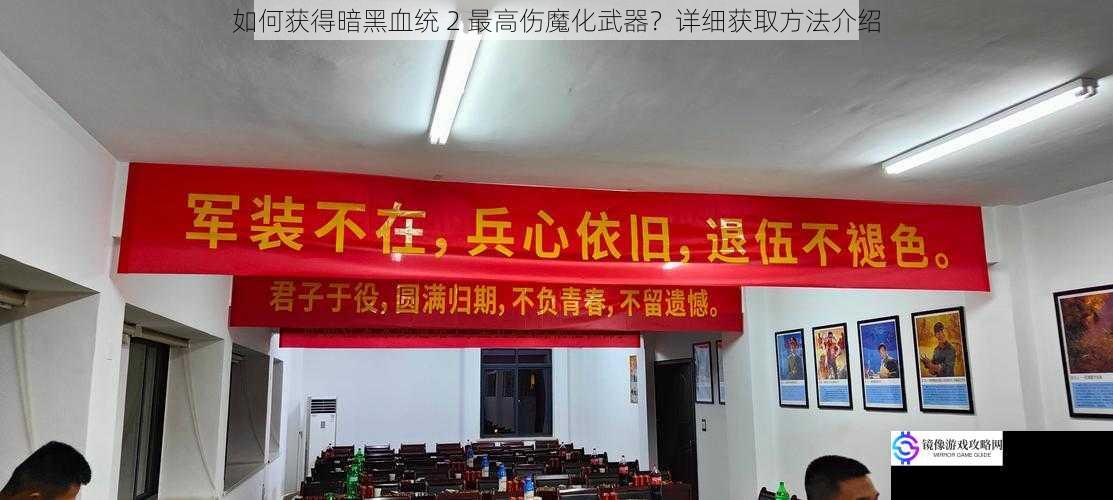 如何获得暗黑血统 2 最高伤魔化武器？详细获取方法介绍
军装不在，兵心依旧，退伍不褪色。
君子于役，圆满归期，不负青春，不留遗憾。
镜像游戏攻略网
MIRROR GAME GUIDE